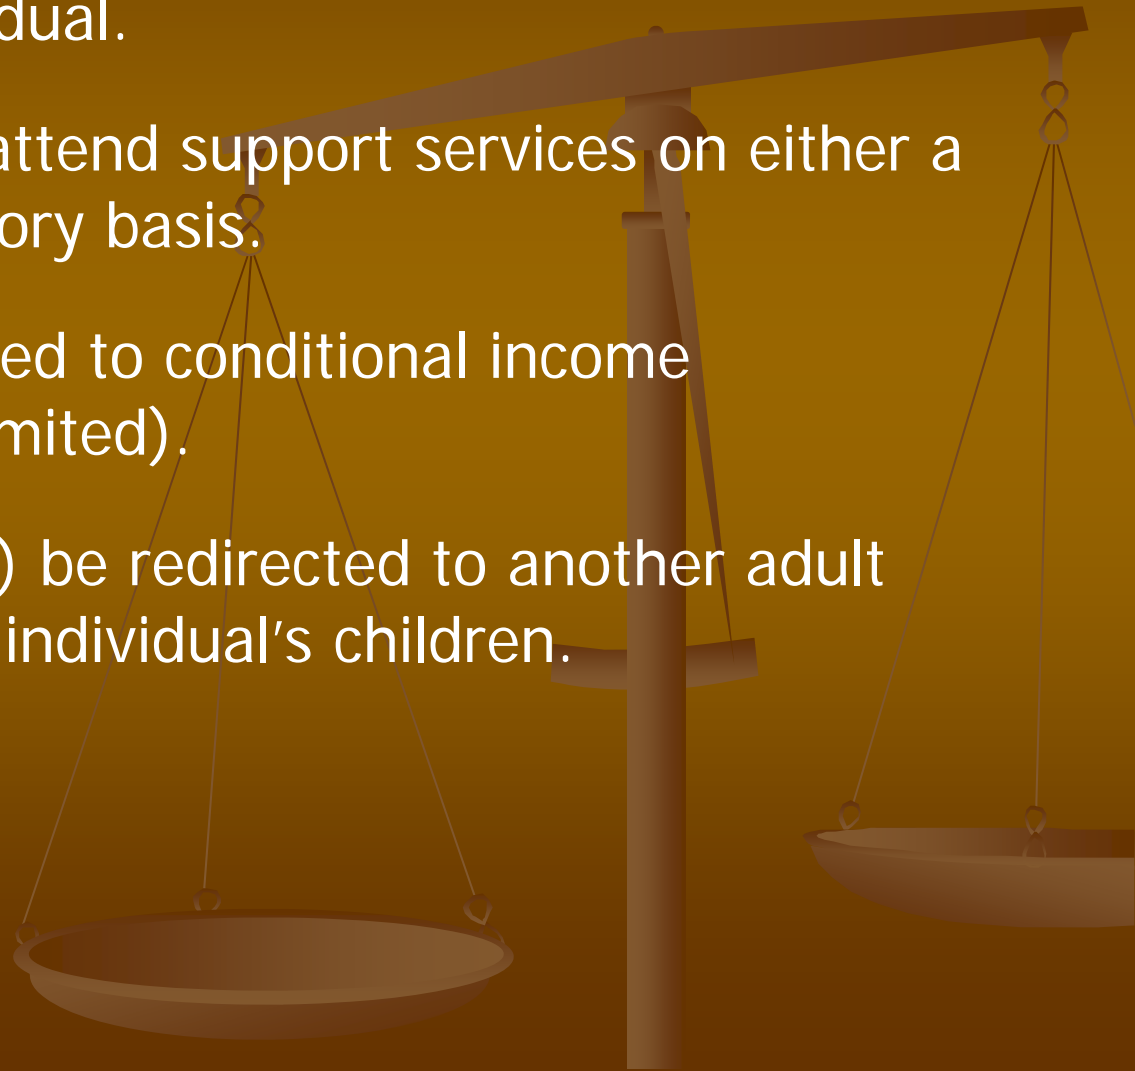 dual.
attend support services on either a
ory basis.
ed to conditional income
mited).
) be redirected to another adult
individual’s children.